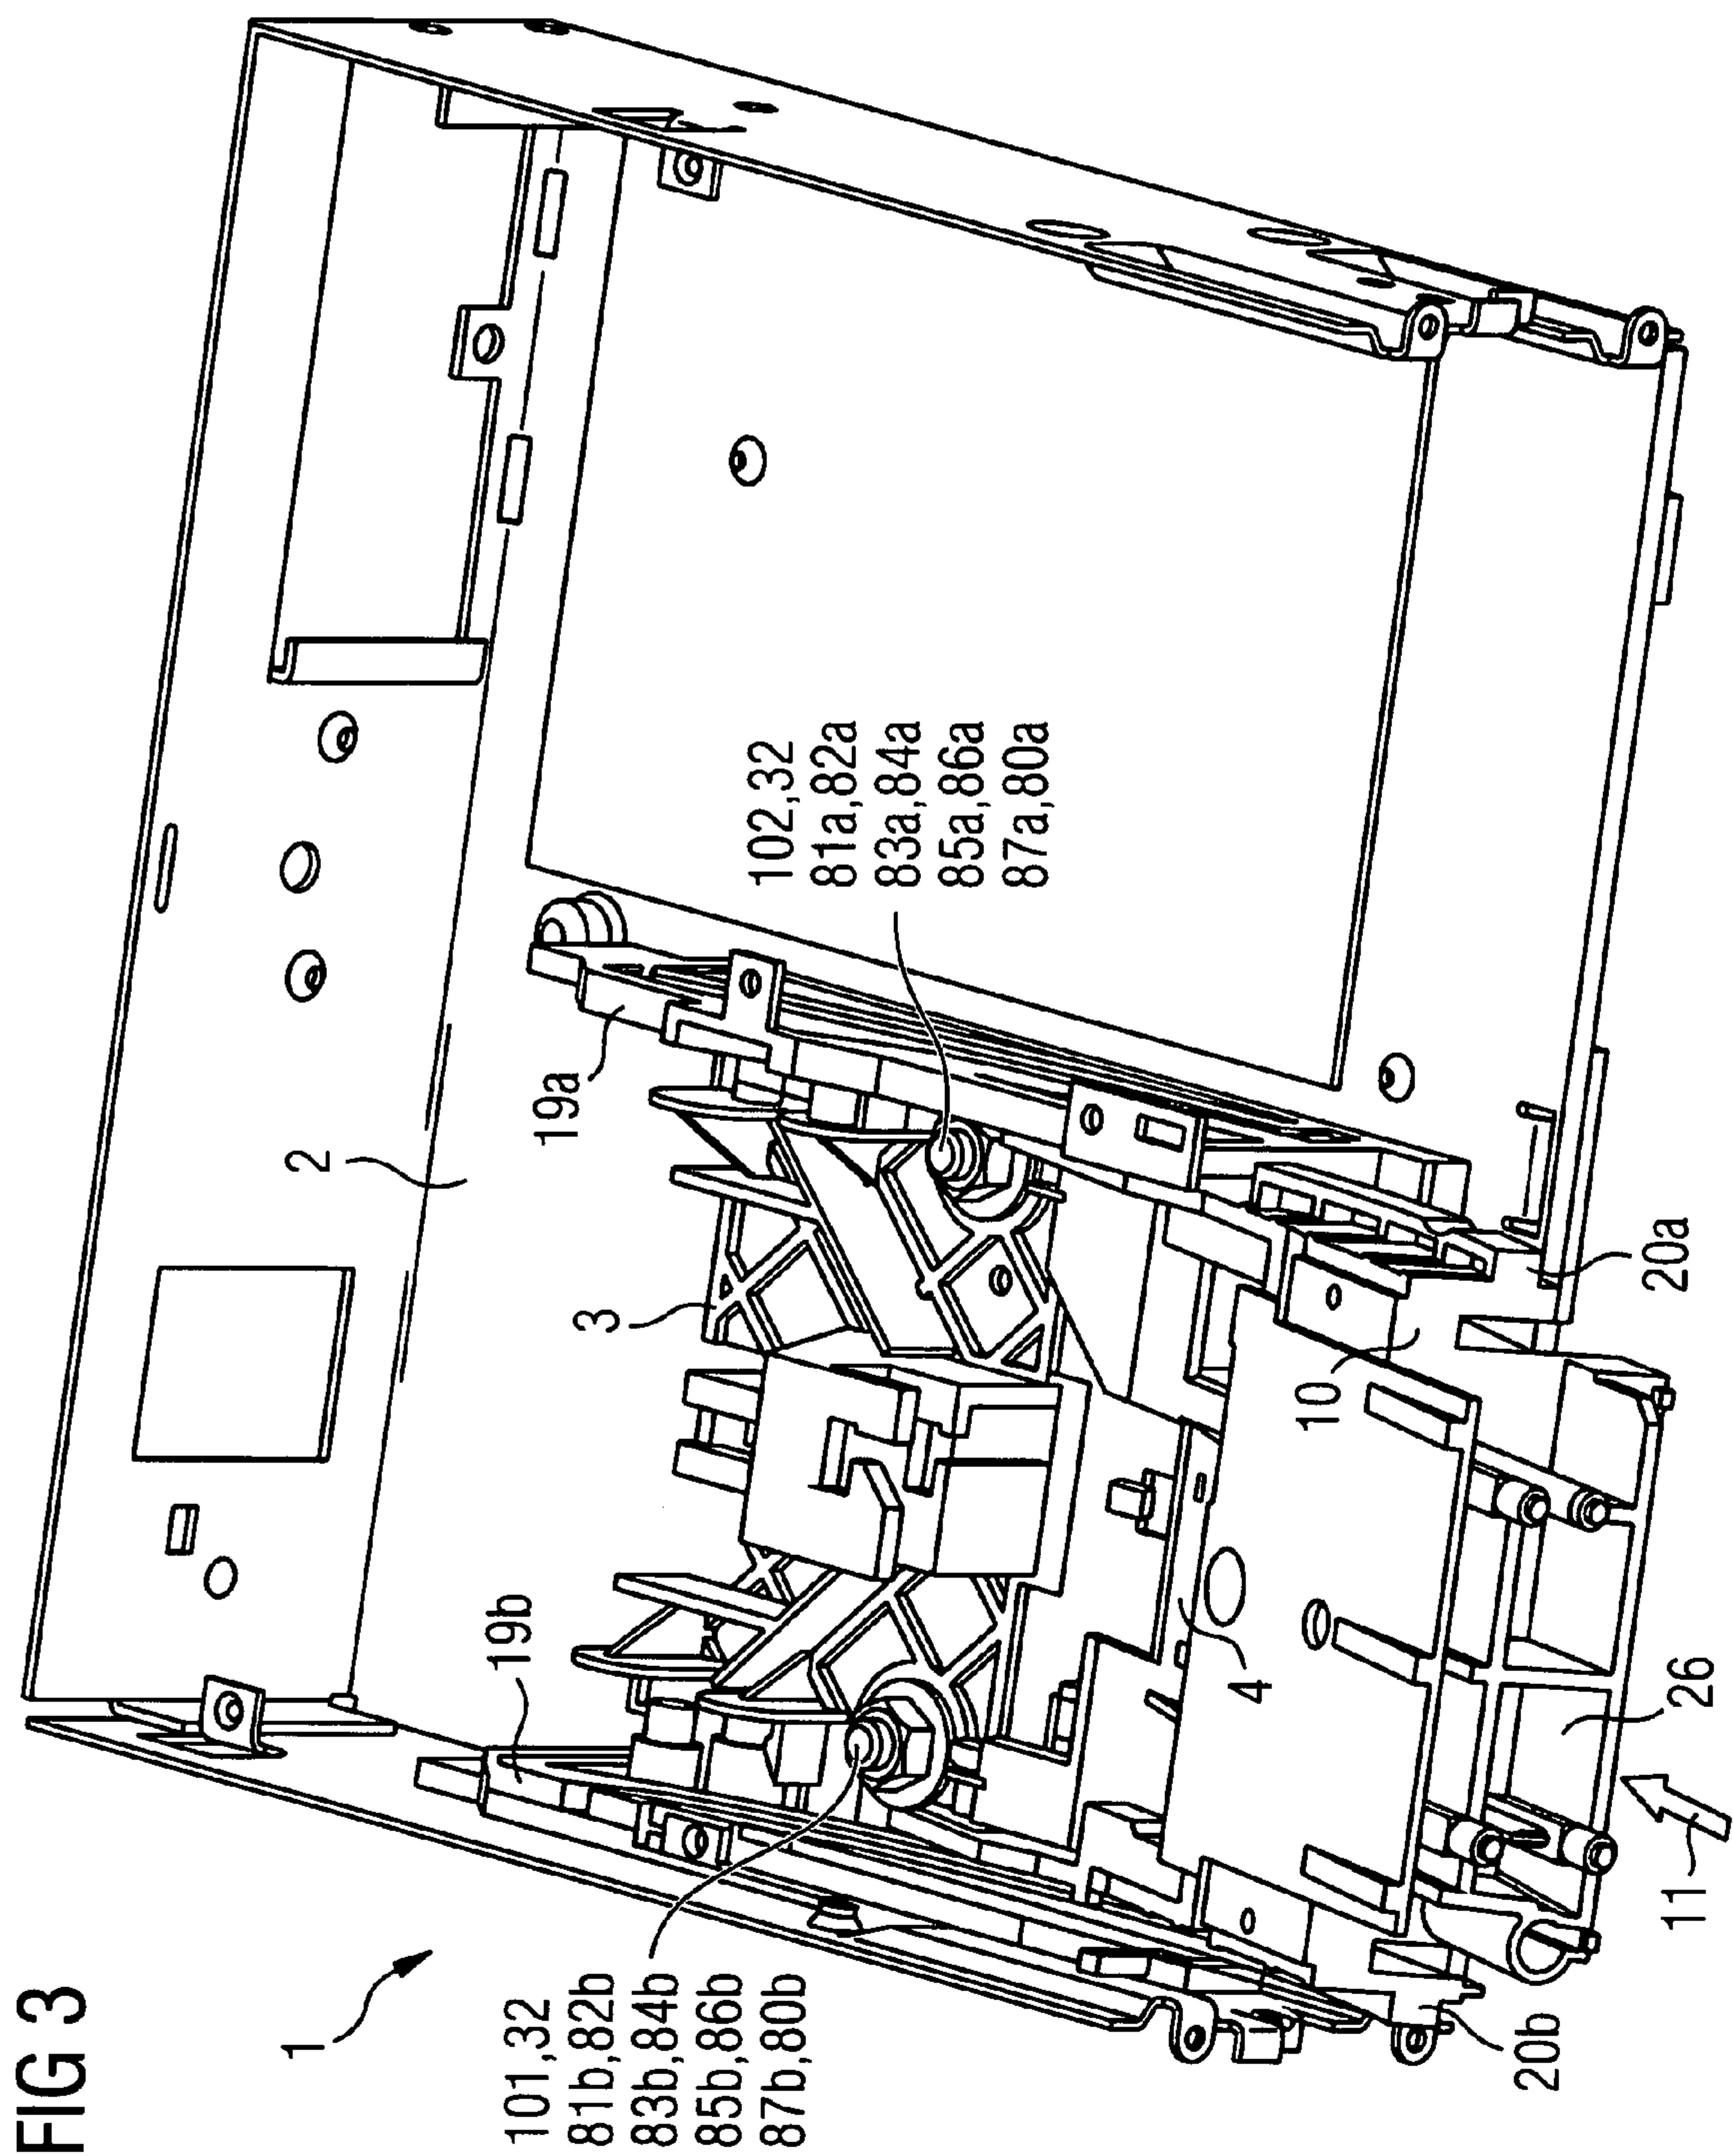 FIG 3
1
101,32
81b,82b
83b,84b
85b,86b
87b,80b
19b
2
3
19a
102,32
81a,82a
83a,84a
85a,86a
87a,80a
4
10
20a
26
11
20b